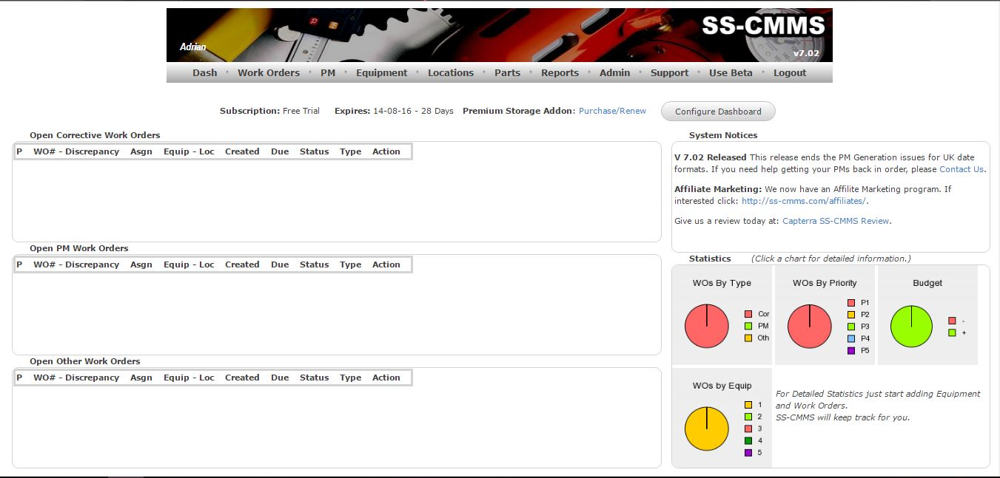 SS-CMMS
Adrian
v7.02
Dash • Work Orders • PM • Equipment • Locations • Parts • Reports • Admin • Support • Use Beta • Logout
Subscription: Free Trial Expires: 14-08-16 - 28 Days Premium Storage Addon: Purchase/Renew Configure Dashboard
Open Corrective Work Orders
P WO# - Discrepancy Asgn Equip - Loc Created Due Status Type Action
Open PM Work Orders
P WO# - Discrepancy Asgn Equip - Loc Created Due Status Type Action
Open Other Work Orders
P WO# - Discrepancy Asgn Equip - Loc Created Due Status Type Action
System Notices
V 7.02 Released This release ends the PM Generation issues for UK date
formats. If you need help getting your PMs back in order, please Contact Us.
Affiliate Marketing: We now have an Affilite Marketing program. If
interested click: http://ss-cmms.com/affiliates/.
Give us a review today at: Capterra SS-CMMS Review.
Statistics (Click a chart for detailed information.)
WOs By Type
Cor
PM
Oth
WOs By Priority
P1
P2
P3
P4
P5
Budget
-
+
WOs by Equip
1
2
3
4
5
For Detailed Statistics just start adding Equipment
and Work Orders.
SS-CMMS will keep track for you.